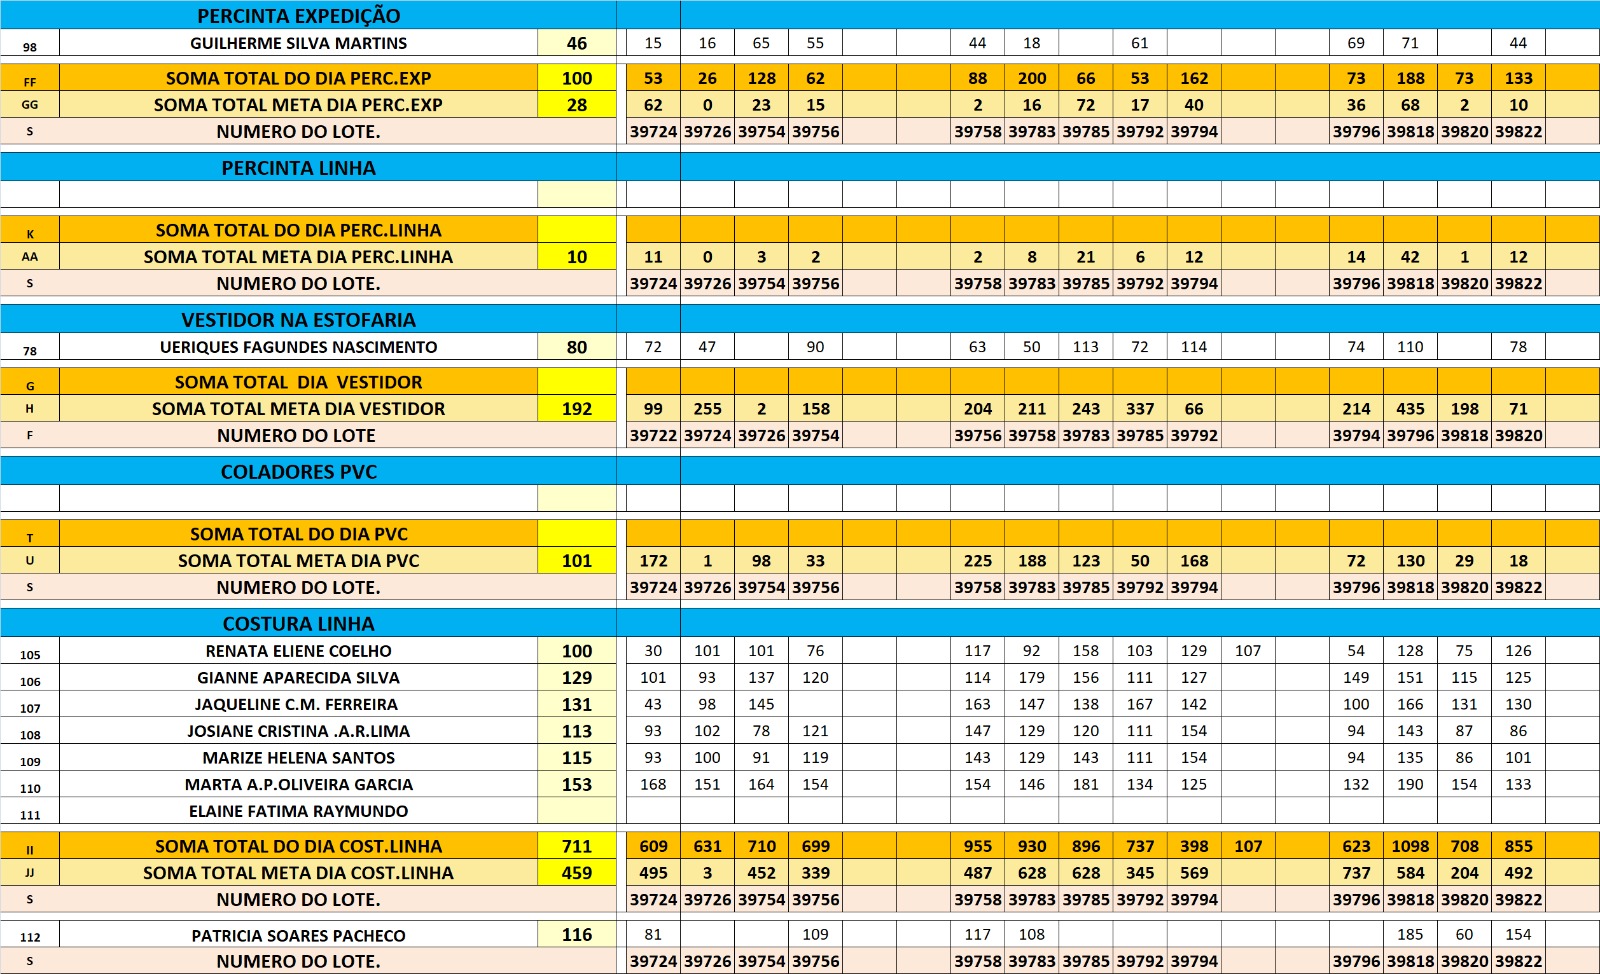 PERCINTA EXPEDIÇÃO
98 GUILHERME SILVA MARTINS 46 15 16 65 55 44 18 61 69 71 44
FF SOMA TOTAL DO DIA PERC.EXP 100 53 26 128 62 88 200 66 53 162 73 188 73 133
GG SOMA TOTAL META DIA PERC.EXP 28 62 0 23 15 2 16 72 17 40 36 68 2 10
S NUMERO DO LOTE. 39724 39726 39754 39756 39758 39783 39785 39792 39794 39796 39818 39820 39822
PERCINTA LINHA
K SOMA TOTAL DO DIA PERC.LINHA
AA SOMA TOTAL META DIA PERC.LINHA 10 11 0 3 2 2 8 21 6 12 14 42 1 12
S NUMERO DO LOTE. 39724 39726 39754 39756 39758 39783 39785 39792 39794 39796 39818 39820 39822
VESTIDOR NA ESTOFARIA
78 UERIQUES FAGUNDES NASCIMENTO 80 72 47 90 63 50 113 72 114 74 110 78
G SOMA TOTAL DIA VESTIDOR
H SOMA TOTAL META DIA VESTIDOR 192 99 255 2 158 204 211 243 337 66 214 435 198 71
F NUMERO DO LOTE 39722 39724 39726 39754 39756 39758 39783 39785 39792 39794 39796 39818 39820
COLADORES PVC
T SOMA TOTAL DO DIA PVC
U SOMA TOTAL META DIA PVC 101 172 1 98 33 225 188 123 50 168 72 130 29 18
S NUMERO DO LOTE. 39724 39726 39754 39756 39758 39783 39785 39792 39794 39796 39818 39820 39822
COSTURA LINHA
105 RENATA ELIENE COELHO 100 30 101 101 76 117 92 158 103 129 107 54 128 75 126
106 GIANNE APARECIDA SILVA 129 101 93 137 120 114 179 156 111 127 149 151 115 125
107 JAQUELINE C.M. FERREIRA 131 43 98 145 163 147 138 167 142 100 166 131 130
108 JOSIANE CRISTINA .A.R.LIMA 113 93 102 78 121 147 129 120 111 154 94 143 87 86
109 MARIZE HELENA SANTOS 115 93 100 91 119 143 129 143 111 154 94 135 86 101
110 MARTA A.P.OLIVEIRA GARCIA 153 168 151 164 154 154 146 181 134 125 132 190 154 133
111 ELAINE FATIMA RAYMUNDO
II SOMA TOTAL DO DIA COST.LINHA 711 609 631 710 699 955 930 896 737 398 107 623 1098 708 855
JJ SOMA TOTAL META DIA COST.LINHA 459 495 3 452 339 487 628 628 345 569 737 584 204 492
S NUMERO DO LOTE. 39724 39726 39754 39756 39758 39783 39785 39792 39794 39796 39818 39820 39822
112 PATRICIA SOARES PACHECO 116 81 109 117 108 185 60 154
S NUMERO DO LOTE. 39724 39726 39754 39756 39758 39783 39785 39792 39794 39796 39818 39820 39822